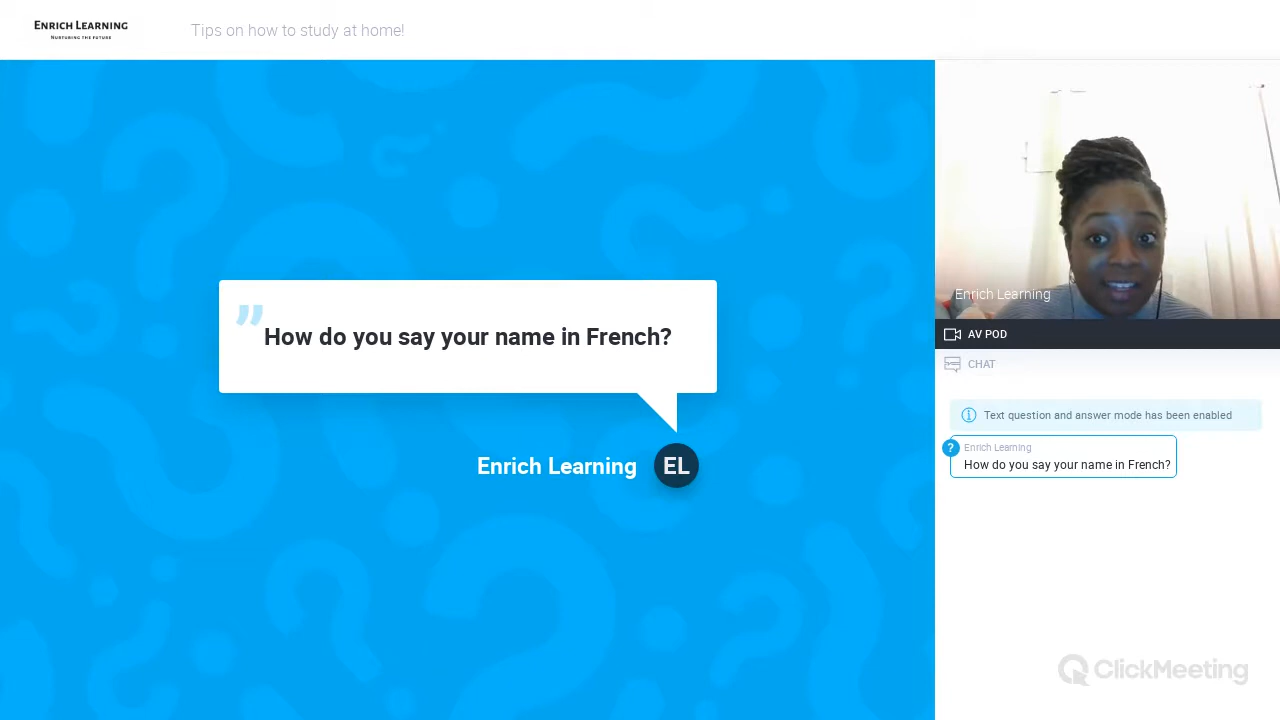 ENRICH LEARNING
NURTURING THE FUTURE
Tips on how to study at home!
" How do you say your name in French?
Enrich Learning EL
Enrich Learning
AV POD
CHAT
Text question and answer mode has been enabled
? Enrich Learning
How do you say your name in French?
ClickMeeting